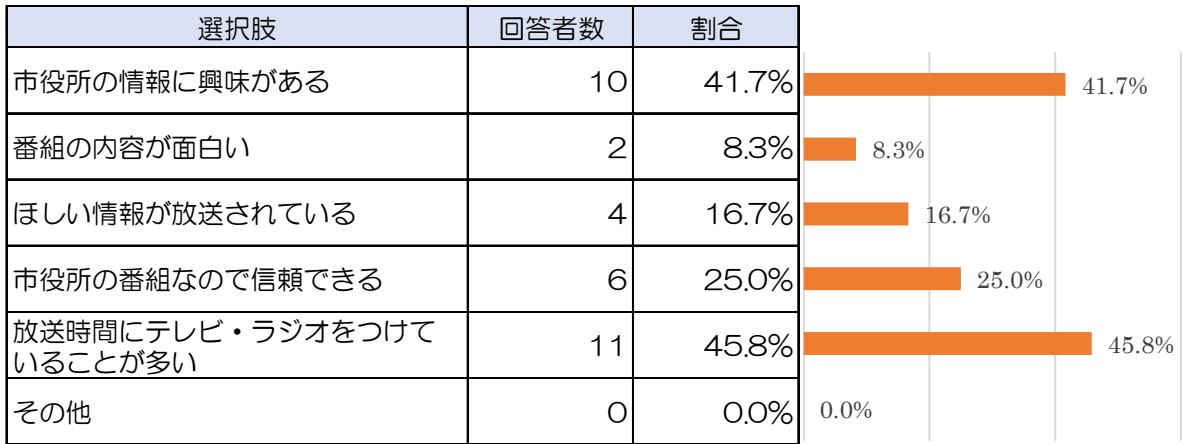 選択肢 回答者数 割合
市役所の情報に興味がある 10 41.7% 41.7%
番組の内容が面白い 2 8.3% 8.3%
ほしい情報が放送されている 4 16.7% 16.7%
市役所の番組なので信頼できる 6 25.0% 25.0%
放送時間にテレビ・ラジオをつけて
いることが多い 11 45.8% 45.8%
その他 0 0.0% 0.0%